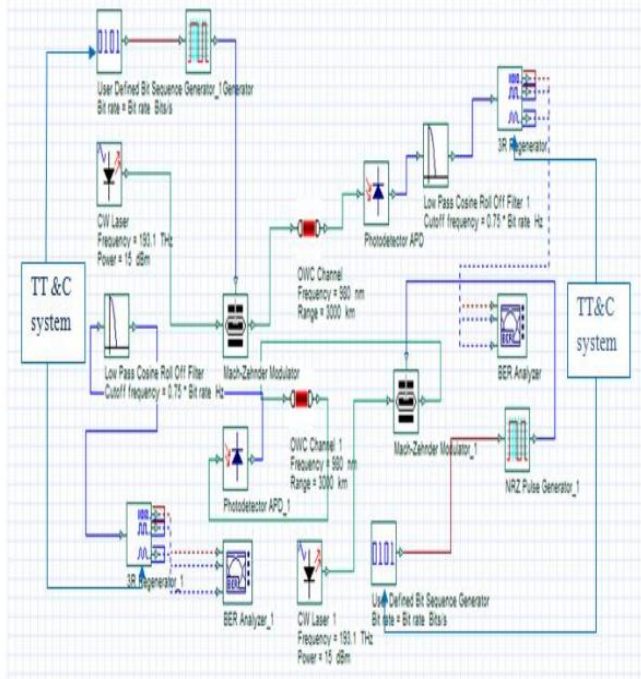 User Defined Bit Sequence Generator_1 Generator
Bit rate = Bit rate Bits/s
3R Regenerator
CW Laser
Frequency = 193.1 THz
Power = 15 dBm
Photodetector APD
Low Pass Cosine Roll Off Filter 1
Cutoff frequency = 0.75 * Bit rate Hz
OWC Channel
Frequency = 980 nm
Range = 3000 km
TT &C
system
TT&C
system
Low Pass Cosine Roll Off Filter
Cutoff frequency = 0.75 * Bit rate Hz
Mach-Zehnder Modulator
BER
BER Analyzer
OWC Channel 1
Frequency = 980 nm
Range = 3000 km
Mach-Zehnder Modulator_1
Photodetector APD_1
NRZ Pulse Generator_1
3R Regenerator_1
BER
BER Analyzer_1
CW Laser 1
Frequency = 193.1 THz
Power = 15 dBm
0101
0101
User Defined Bit Sequence Generator
Bit rate = Bit rate Bits/s